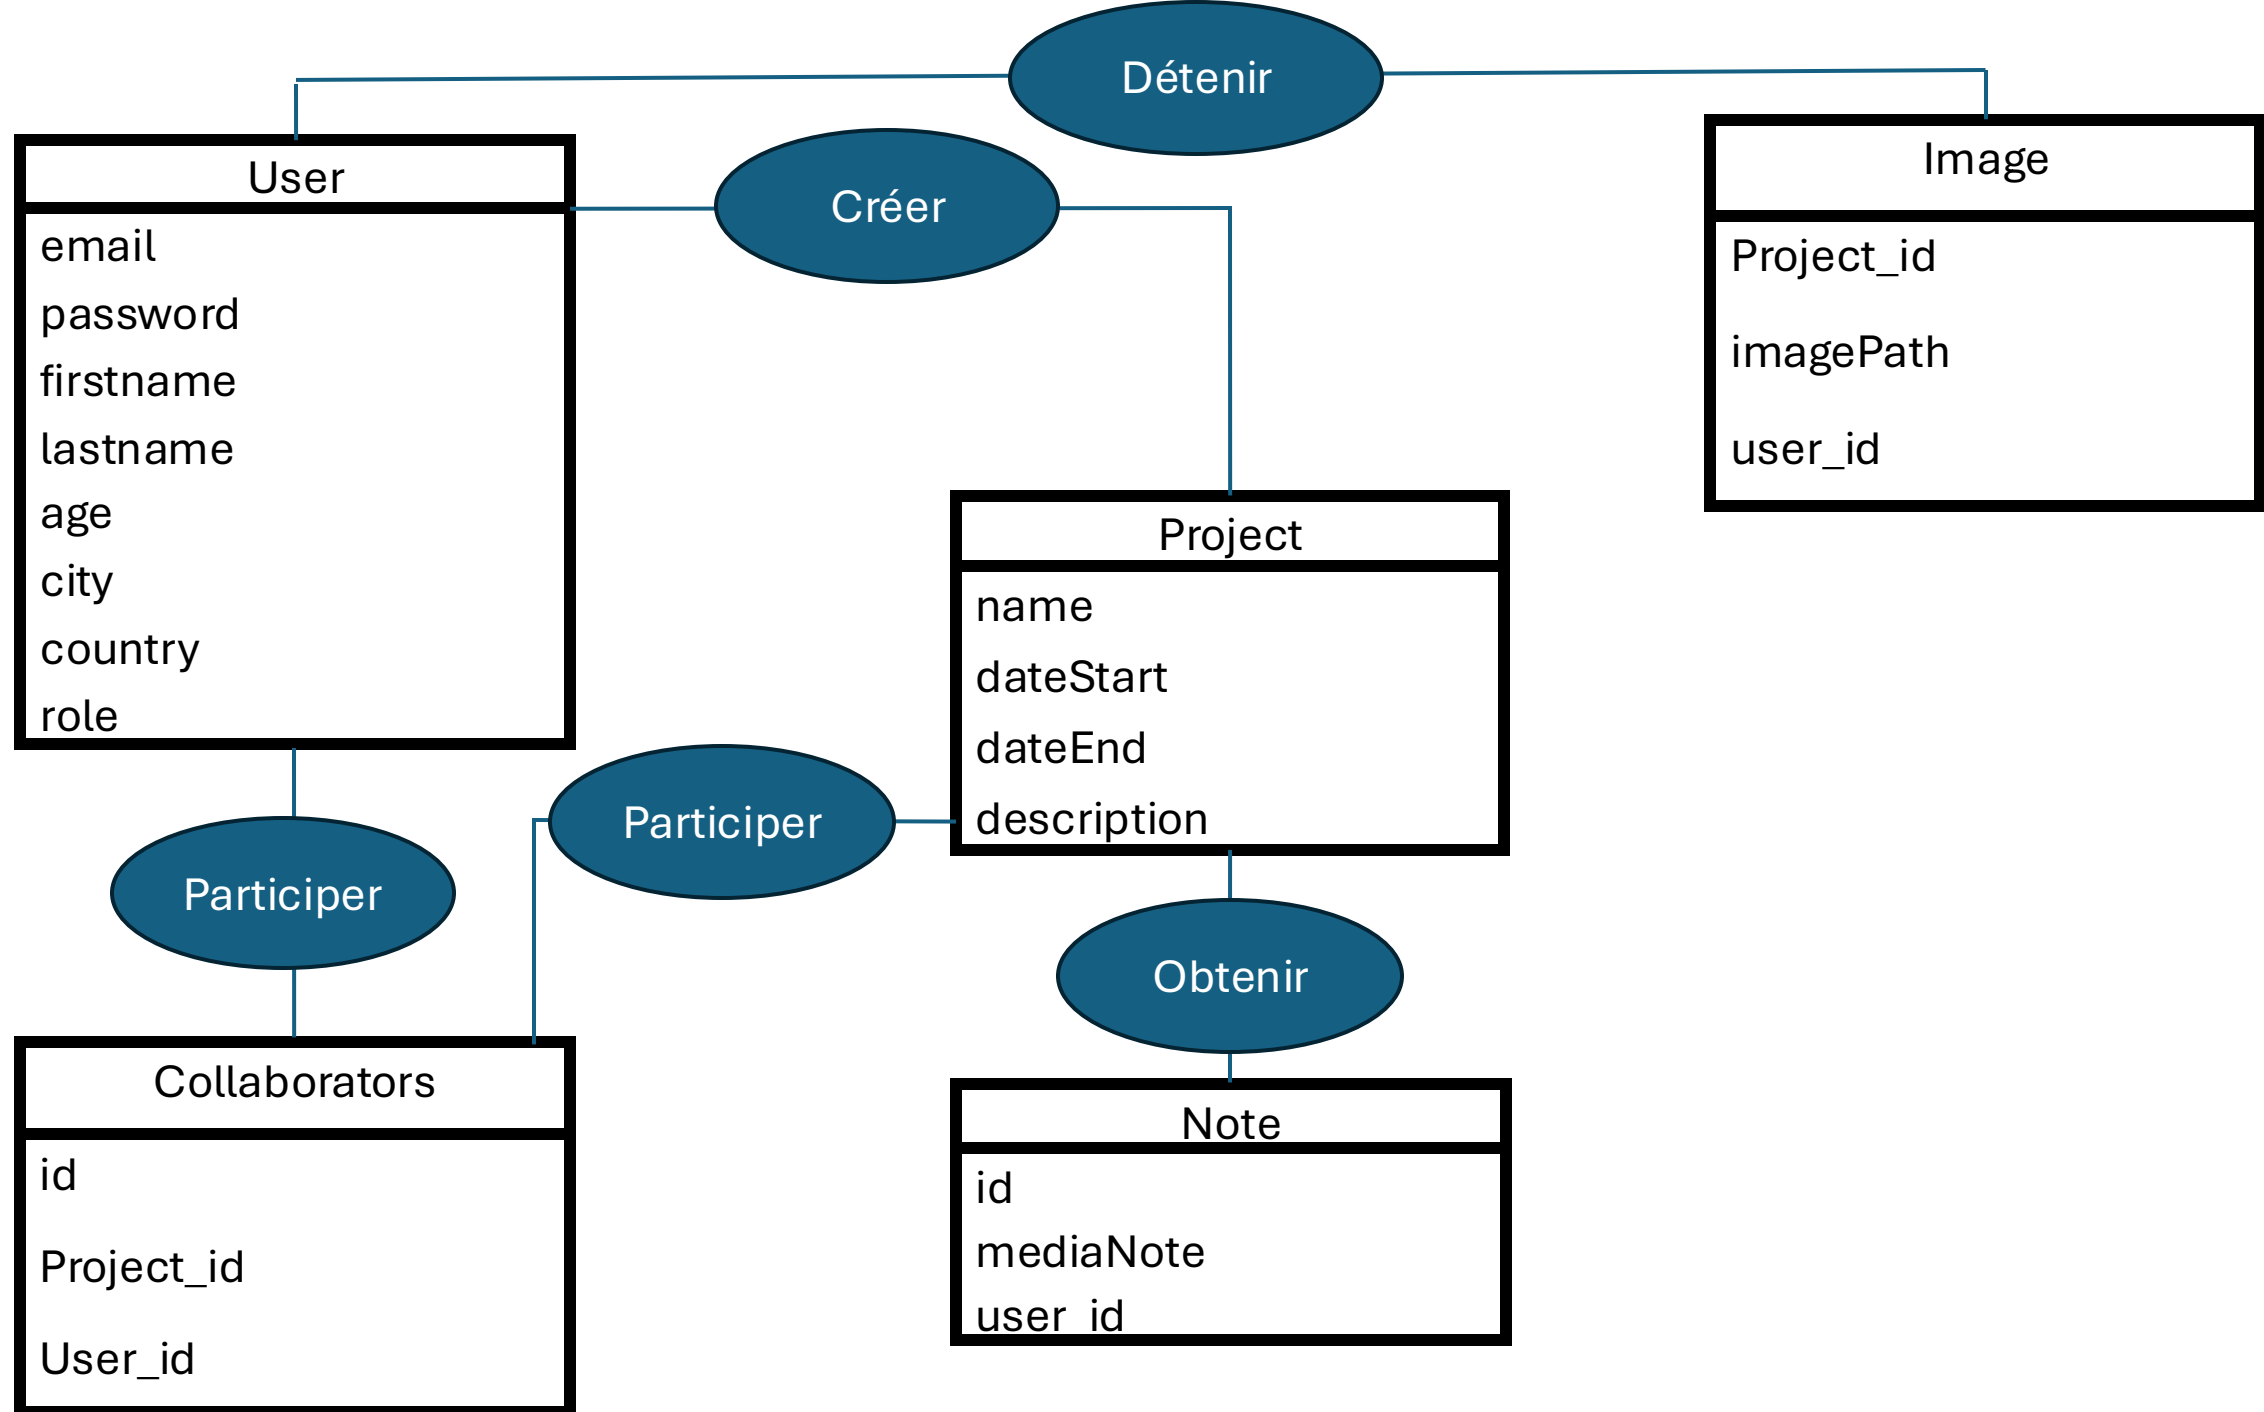 Détenir
User
email
password
firstname
lastname
age
city
country
role
Créer
Image
Project_id
imagePath
user_id
Project
name
dateStart
dateEnd
description
Participer
Participer
Obtenir
Collaborators
id
Project_id
User_id
Note
id
mediaNote
user_id